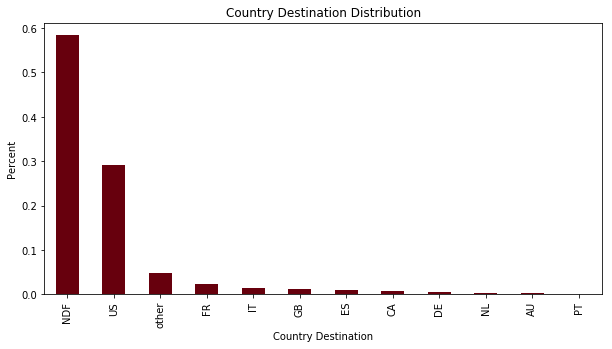 Country Destination Distribution
Percent
0.6
0.5
0.4
0.3
0.2
0.1
0.0
NDF
US
other
FR
IT
GB
ES
CA
DE
NL
AU
PT
Country Destination